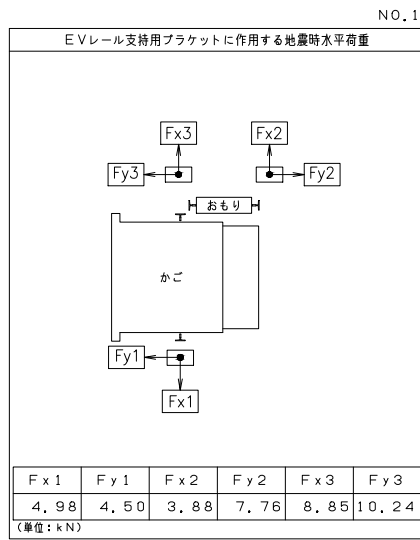 NO.1
EVレール支持用ブラケットに作用する地震時水平荷重
Fx3 Fx2
Fy3 Fy2
おもり
かご
Fy1
Fx1
Fx1 Fy1 Fx2 Fy2 Fx3 Fy3
4.98 4.50 3.88 7.76 8.85 10.24
(単位:kN)